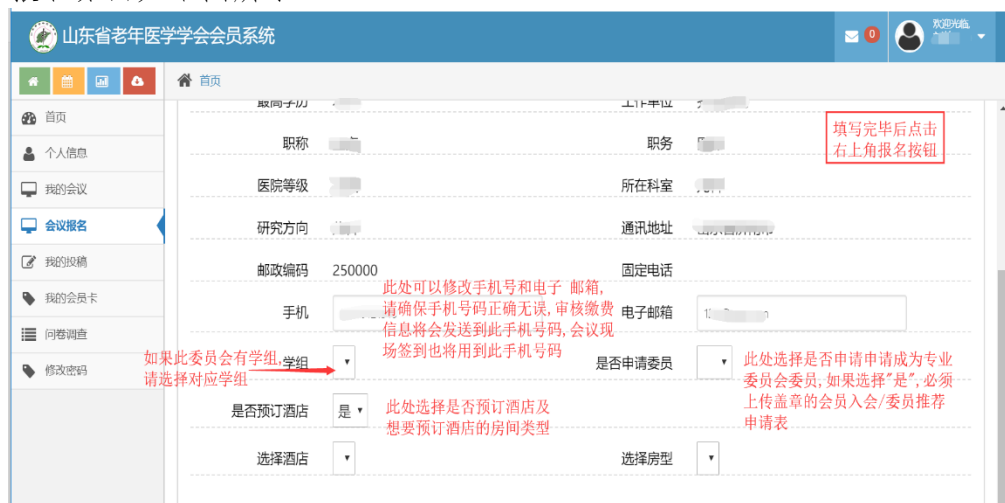 山东省老年医学学会会员系统
0
欢迎光临,
首页
首页
个人信息
我的会议
会议报名
我的投稿
我的会员卡
问卷调查
修改密码
最高学历
工作单位
填写完毕后点击
右上角报名按钮
职称
职务
医院等级
所在科室
研究方向
通讯地址
邮政编码 250000
固定电话
此处可以修改手机号和电子 邮箱,
请确保手机号码正确无误,审核缴费
信息将会发送到此手机号码,会议现
场签到也将用到此手机号码
手机
电子邮箱
如果此委员会有学组,
请选择对应学组
学组
是否申请委员
此处选择是否申请申请成为专业
委员会委员,如果选择"是",必须
上传盖章的会员入会/委员推荐
申请表
是否预订酒店 是
此处选择是否预订酒店及
想要预订酒店的房间类型
选择酒店
选择房型